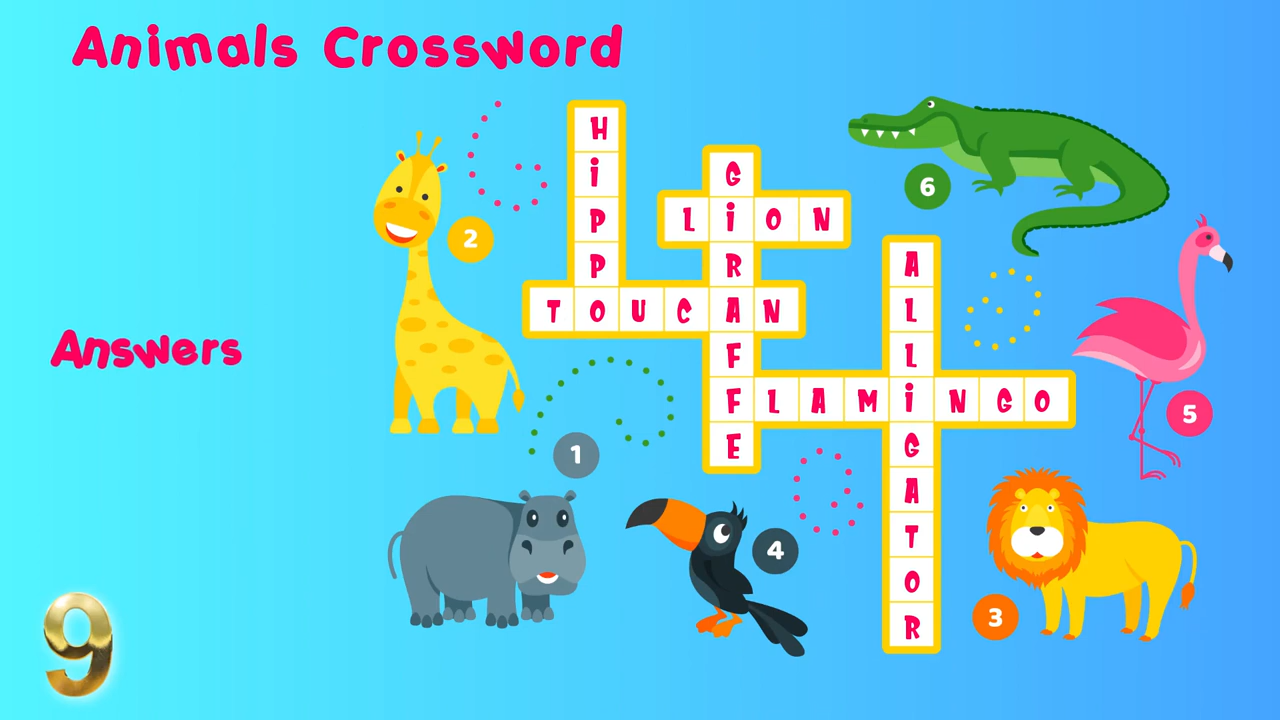 Animals Crossword
HiPPO
GiRAFFE
LiON
6
2
ALLiGATOR
TOUCAN
Answers
FLAMiNGO
5
1
4
3
9